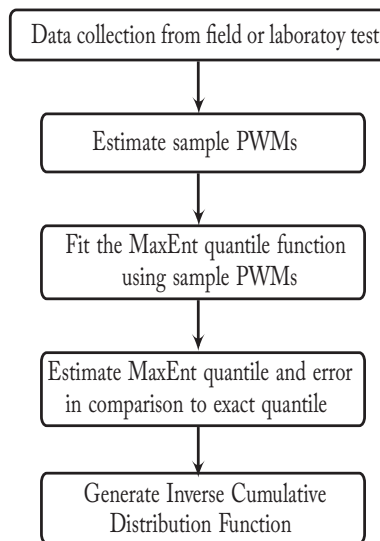 Data collection from field or laboratoy test
Estimate sample PWMs
Fit the MaxEnt quantile function
using sample PWMs
Estimate MaxEnt quantile and error
in comparison to exact quantile
Generate Inverse Cumulative
Distribution Function